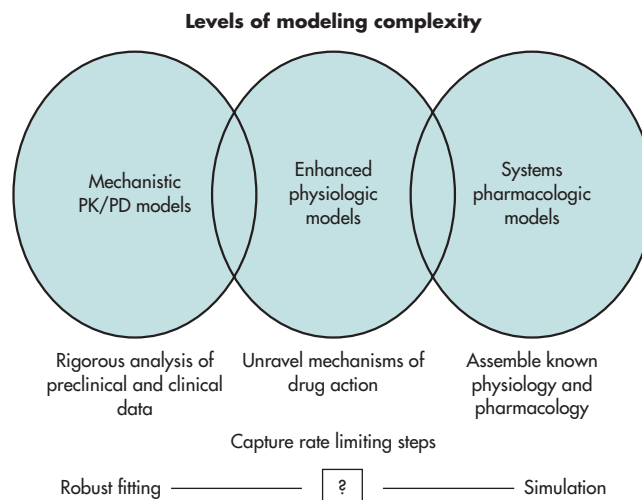 Levels of modeling complexity
Mechanistic
PK/PD models
Enhanced
physiologic
models
Systems
pharmacologic
models
Rigorous analysis of
preclinical and clinical
data
Unravel mechanisms of
drug action
Assemble known
physiology and
pharmacology
Capture rate limiting steps
Robust fitting
?
Simulation